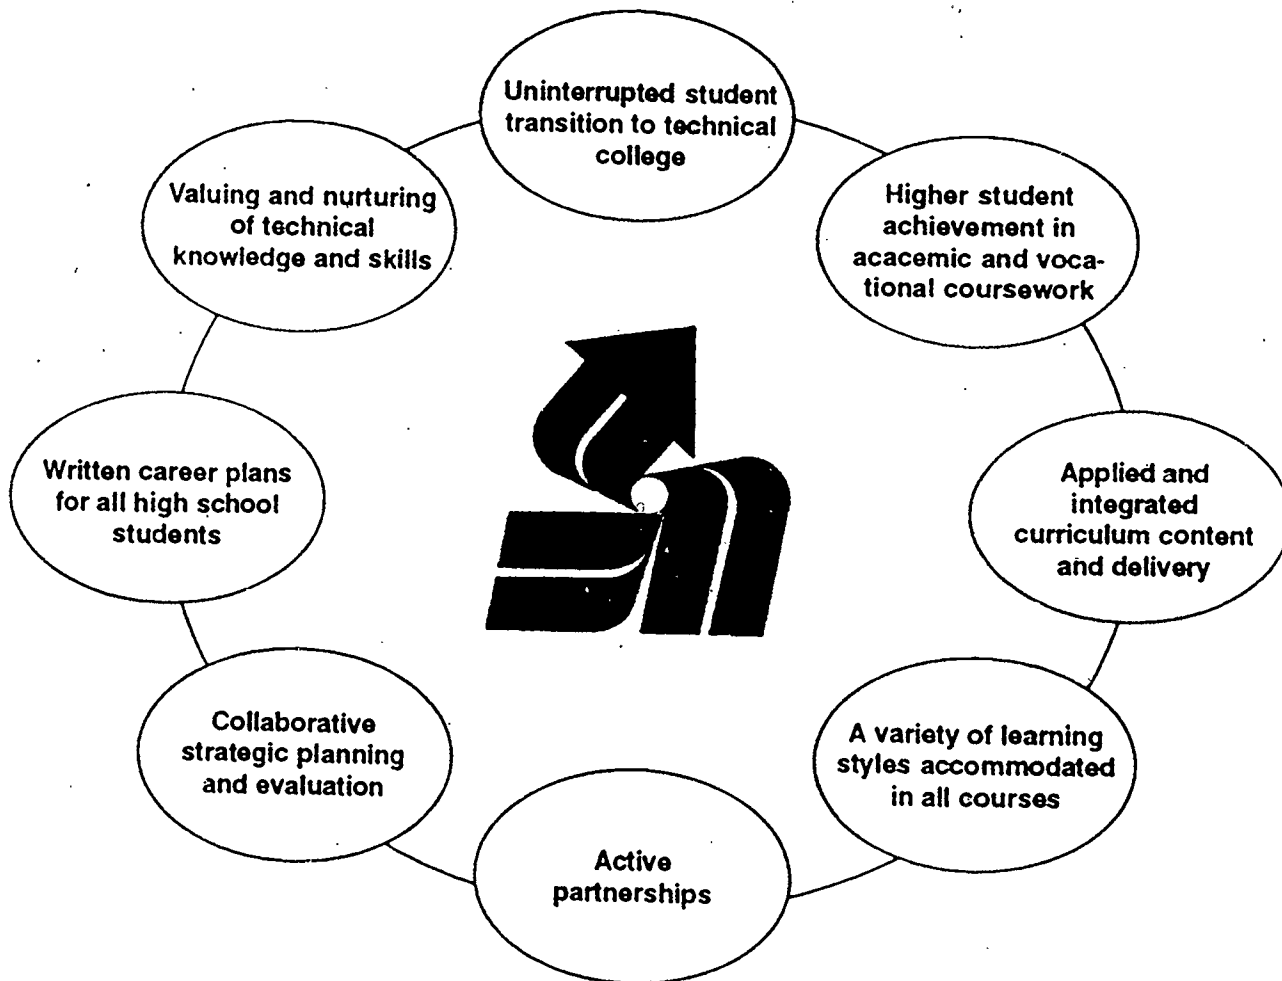 Uninterrupted student
transition to technical
college
Higher student
achievement in
acacemic and voca-
tional coursework
Applied and
integrated
curriculum content
and delivery
A variety of learning
styles accommodated
in all courses
Active
partnerships
Collaborative
strategic planning
and evaluation
Written career plans
for all high school
students
Valuing and nurturing
of technical
knowledge and skills